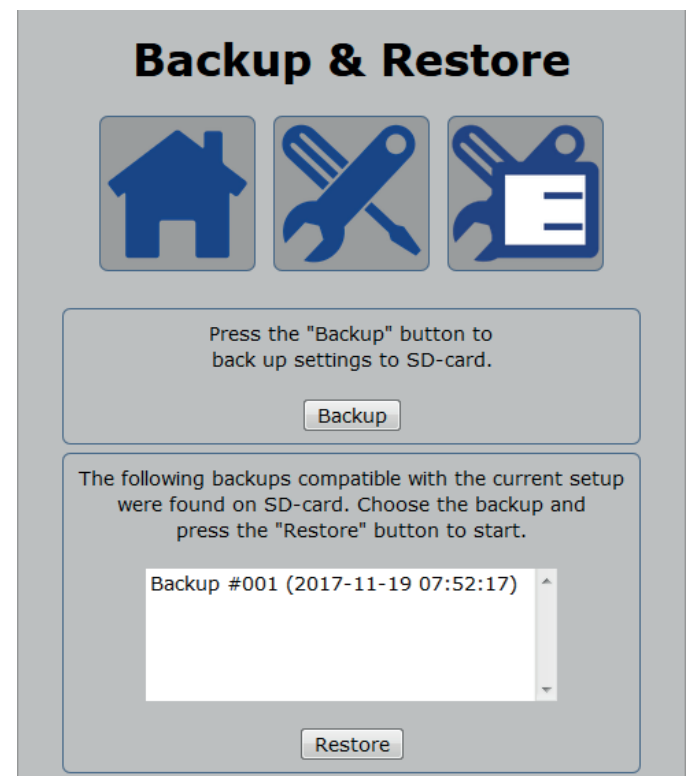 Backup & Restore
Press the "Backup" button to
back up settings to SD-card.
Backup
The following backups compatible with the current setup
were found on SD-card. Choose the backup and
press the "Restore" button to start.
Backup #001 (2017-11-19 07:52:17)
Restore